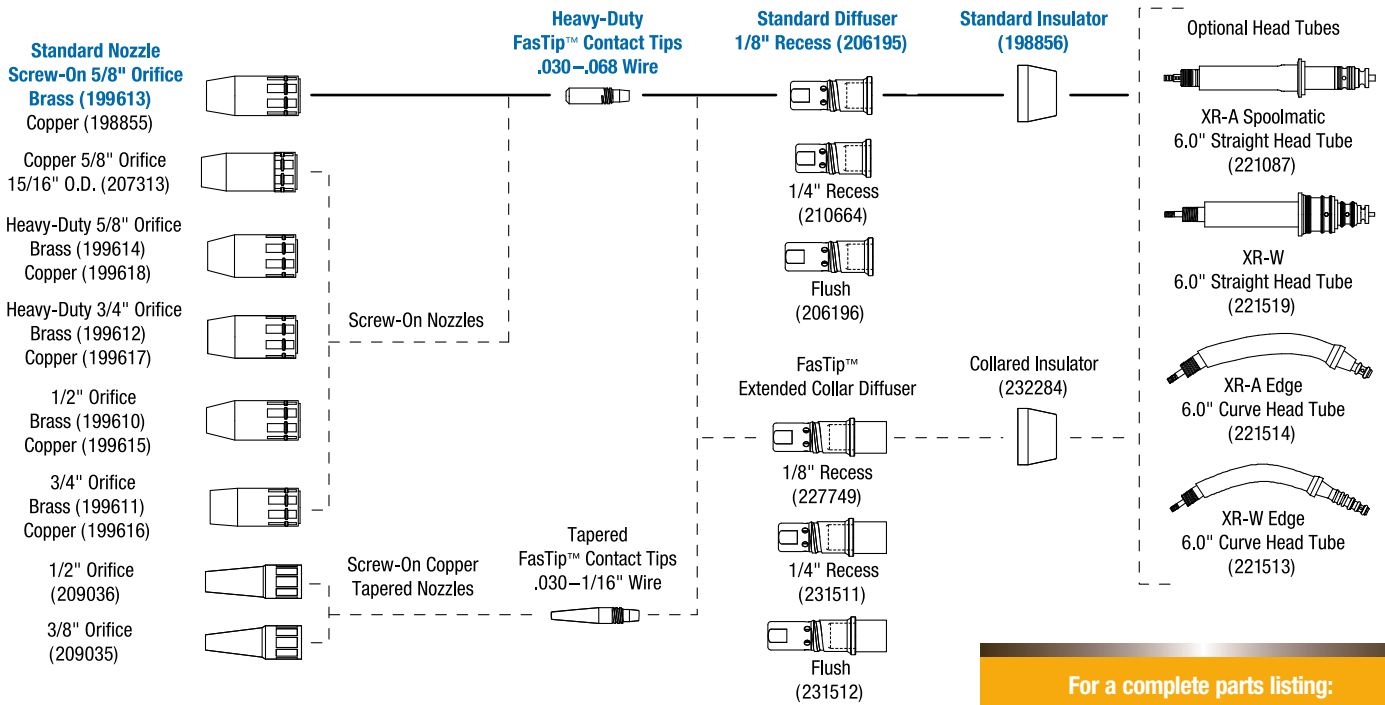 Standard Nozzle
Screw-On 5/8" Orifice
Brass (199613)
Copper (198855)
Copper 5/8" Orifice
15/16" O.D. (207313)
Heavy-Duty 5/8" Orifice
Brass (199614)
Copper (199618)
Heavy-Duty 3/4" Orifice
Brass (199612)
Copper (199617)
1/2" Orifice
Brass (199610)
Copper (199615)
3/4" Orifice
Brass (199611)
Copper (199616)
1/2" Orifice
(209036)
3/8" Orifice
(209035)
Screw-On Nozzles
Screw-On Copper
Tapered Nozzles
Heavy-Duty
FasTip™ Contact Tips
.030–.068 Wire
Tapered
FasTip™ Contact Tips
.030–1/16" Wire
Standard Diffuser
1/8" Recess (206195)
1/4" Recess
(210664)
Flush
(206196)
FasTip™
Extended Collar Diffuser
1/8" Recess
(227749)
1/4" Recess
(231511)
Flush
(231512)
Standard Insulator
(198856)
Collared Insulator
(232284)
Optional Head Tubes
XR-A Spoolmatic
6.0" Straight Head Tube
(221087)
XR-W
6.0" Straight Head Tube
(221519)
XR-A Edge
6.0" Curve Head Tube
(221514)
XR-W Edge
6.0" Curve Head Tube
(221513)
For a complete parts listing: